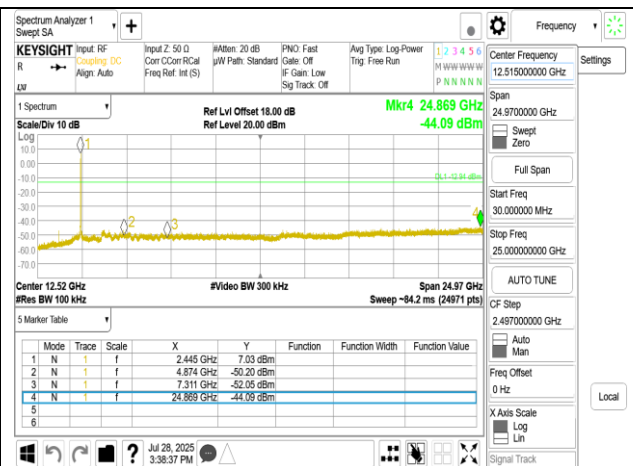 Spectrum Analyzer 1
Swept SA
+
Frequency
KEYSIGHT
R
LXI
Input: RF
Coupling: DC
Align: Auto
Input Z: 50 Ω
Corr CCorr RCal
Freq Ref: Int (S)
#Atten: 20 dB
µW Path: Standard
PNO: Fast
Gate: Off
IF Gain: Low
Sig Track: Off
Avg Type: Log-Power
Trig: Free Run
1 2 3 4 5 6
M W W W W W
P N N N N N
Center Frequency
12.515000000 GHz
Settings
Span
24.9700000 GHz
Swept
Zero
Full Span
Start Freq
30.000000 MHz
Stop Freq
25.000000000 GHz
AUTO TUNE
CF Step
2.497000000 GHz
Auto
Man
Freq Offset
0 Hz
X Axis Scale
Log
Lin
Signal Track
Local
1 Spectrum
Scale/Div 10 dB
Ref Lvl Offset 18.00 dB
Ref Level 20.00 dBm
Mkr4 24.869 GHz
-44.09 dBm
Log
10.0
0.00
-10.0
-20.0
-30.0
-40.0
-50.0
-60.0
-70.0
1
2
3
4
DL1 -12.94 dBm
Center 12.52 GHz
#Res BW 100 kHz
#Video BW 300 kHz
Span 24.97 GHz
Sweep ~84.2 ms (24971 pts)
5 Marker Table
Mode Trace Scale X Y Function Function Width Function Value
1 N 1 f 2.445 GHz 7.03 dBm
2 N 1 f 4.874 GHz -50.20 dBm
3 N 1 f 7.311 GHz -52.05 dBm
4 N 1 f 24.869 GHz -44.09 dBm
5
6
?
Jul 28, 2025
3:38:37 PM